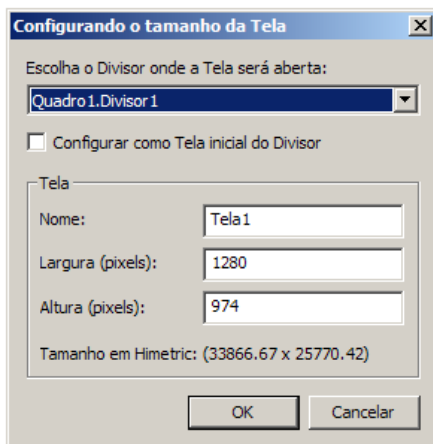 Configurando o tamanho da Tela
Escolha o Divisor onde a Tela será aberta:
Quadro1.Divisor1
Configurar como Tela inicial do Divisor
Tela
Nome: Tela1
Largura (pixels): 1280
Altura (pixels): 974
Tamanho em Himetric: (33866.67 x 25770.42)
OK Cancelar